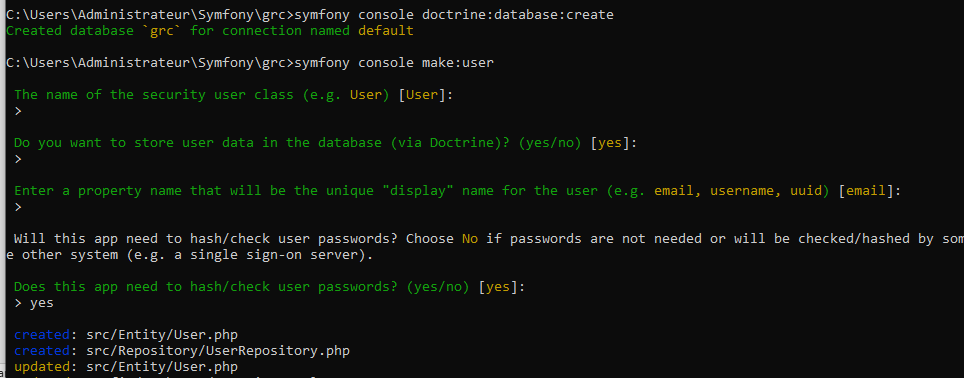 C:\Users\Administrateur\Symfony\grc>symfony console doctrine:database:create
Created database `grc` for connection named default
C:\Users\Administrateur\Symfony\grc>symfony console make:user
The name of the security user class (e.g. User) [User]:
>
Do you want to store user data in the database (via Doctrine)? (yes/no) [yes]:
>
Enter a property name that will be the unique "display" name for the user (e.g. email, username, uuid) [email]:
>
Will this app need to hash/check user passwords? Choose No if passwords are not needed or will be checked/hashed by som
e other system (e.g. a single sign-on server).
Does this app need to hash/check user passwords? (yes/no) [yes]:
> yes
created: src/Entity/User.php
created: src/Repository/UserRepository.php
updated: src/Entity/User.php